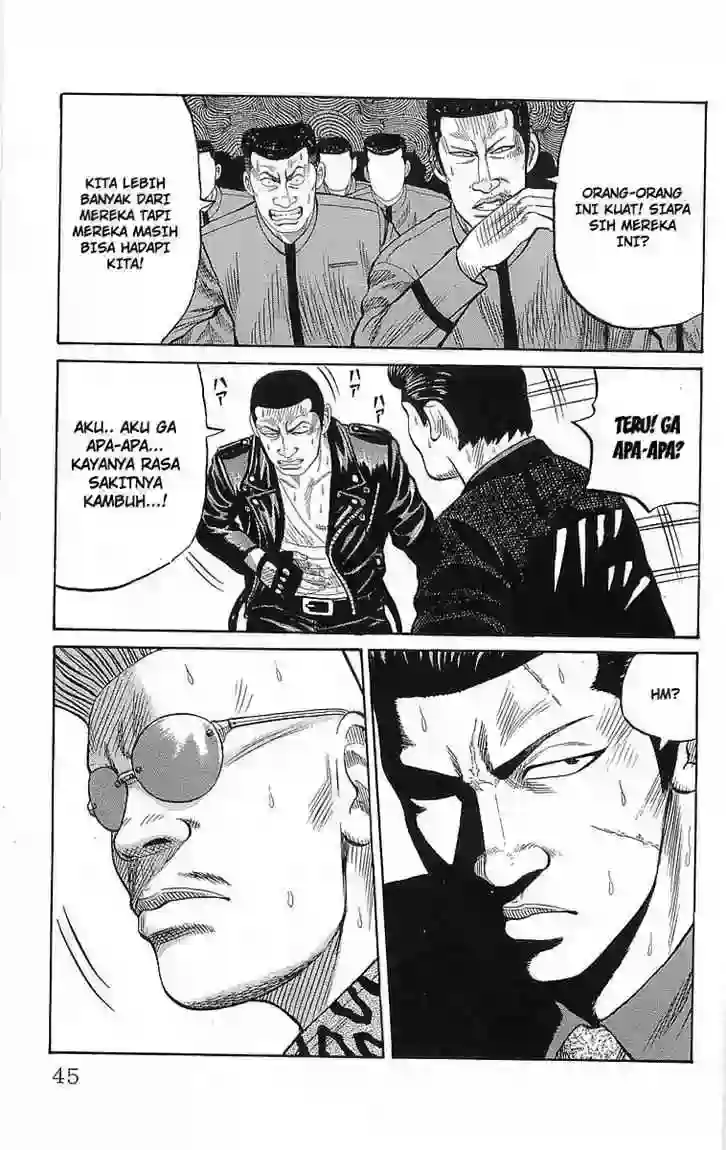 ORANG-ORANG
INI KUAT! SIAPA
SIH MEREKA
INI?
KITA LEBIH
BANYAK DARI
MEREKA TAPI
MEREKA MASIH
BISA HADAPI
KITA!
TERU! GA
APA-APA?
ハァ
ハァ
ハァ
AKU.. AKU GA
APA-APA...
KAYANYA RASA
SAKITNYA
KAMBUH...!
HM?
45